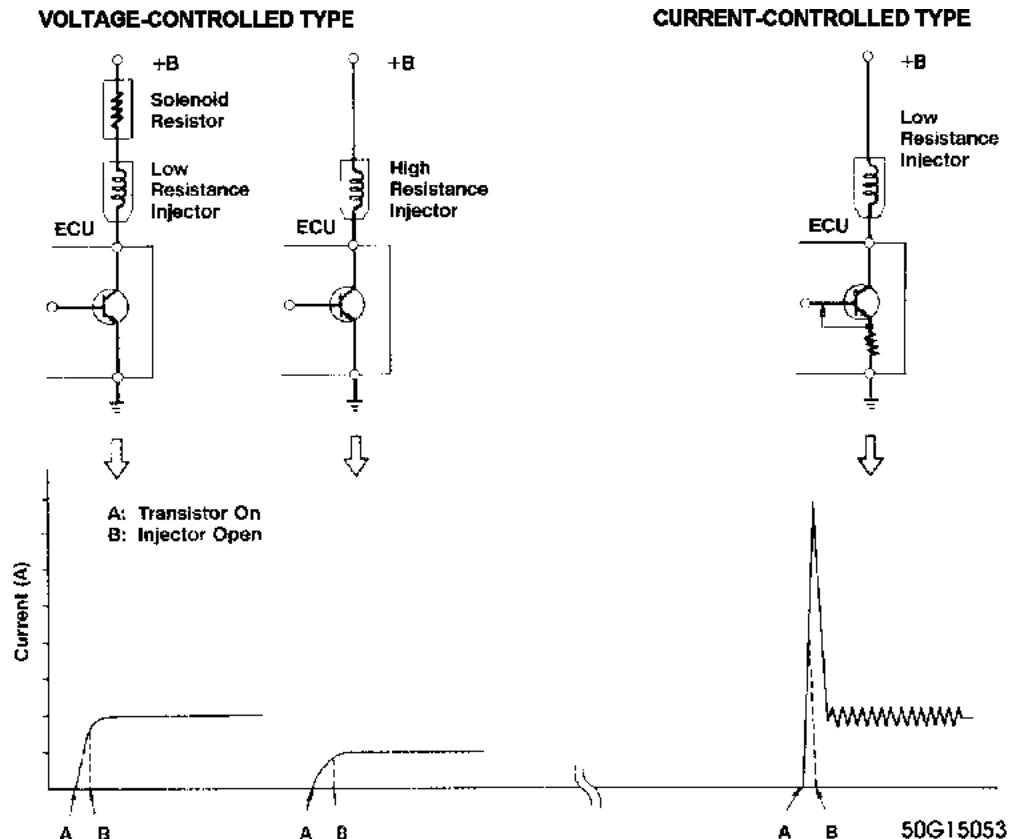 VOLTAGE-CONTROLLED TYPE
CURRENT-CONTROLLED TYPE
+B
Solenoid
Resistor
Low
Resistance
Injector
ECU
+B
High
Resistance
Injector
ECU
+B
Low
Resistance
Injector
ECU
A: Transistor On
B: Injector Open
Current (A)
A B
A B
A B
50G15053